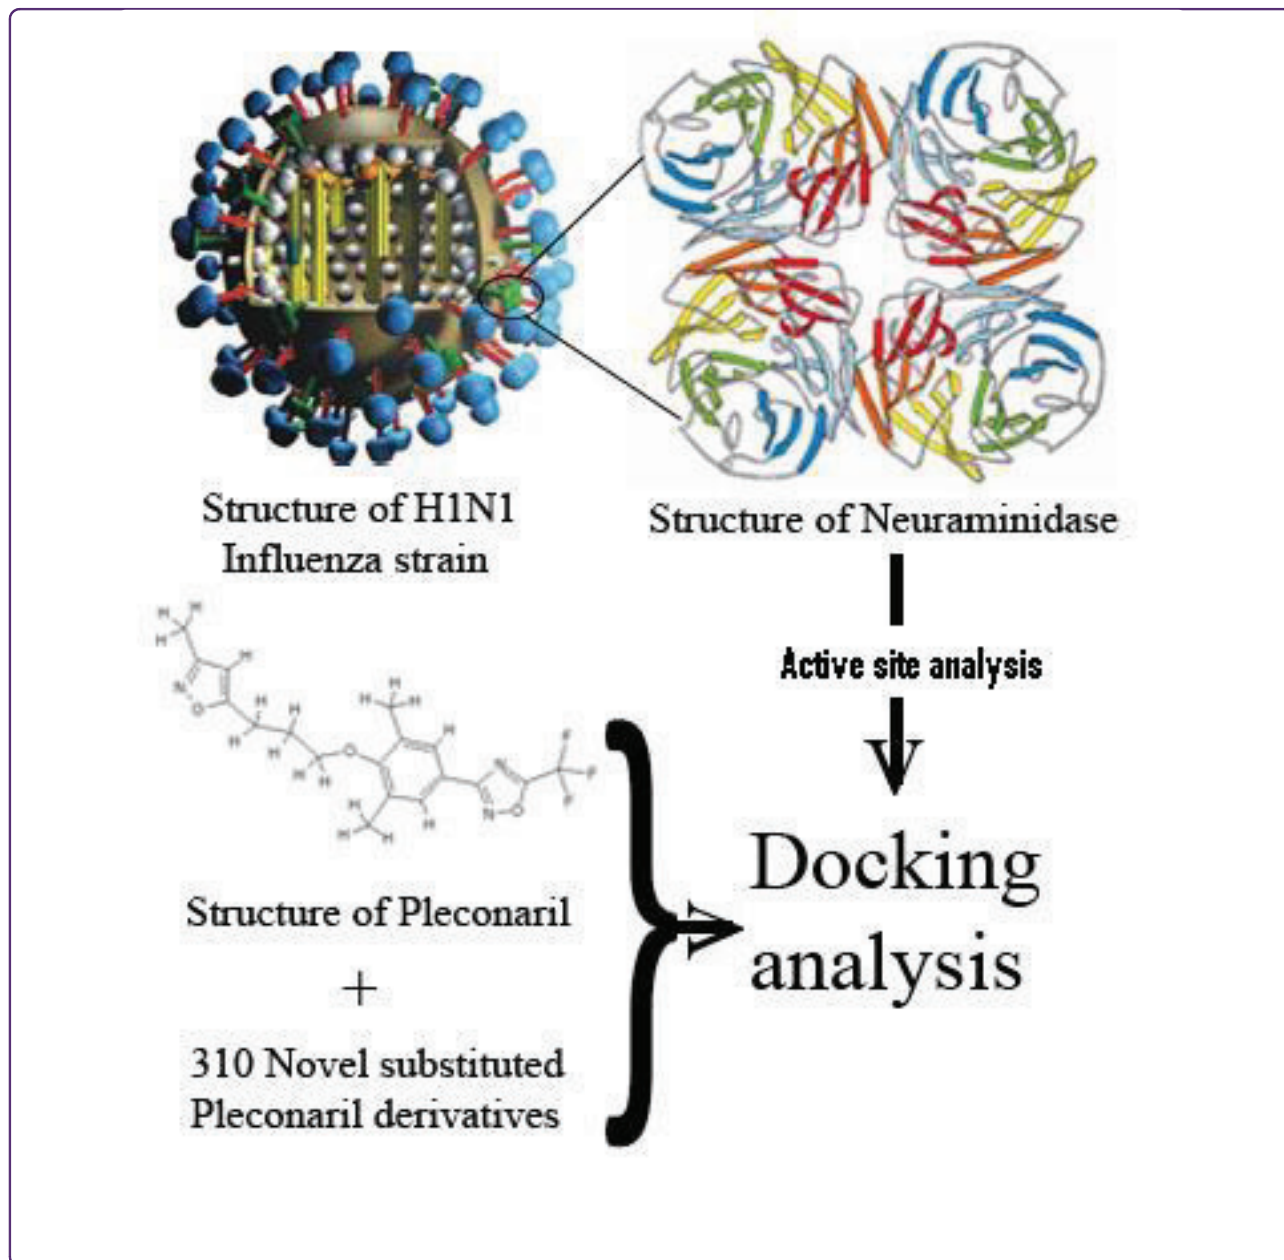 Structure of H1N1
Influenza strain
Structure of Neuraminidase
Active site analysis
H H
H
H
N
O
H
H
H
H
H H
O
H
H H
H
H
H
H H
N
N
O
F
F
F
Structure of Pleconaril
+
310 Novel substituted
Pleconaril derivatives
Docking
analysis